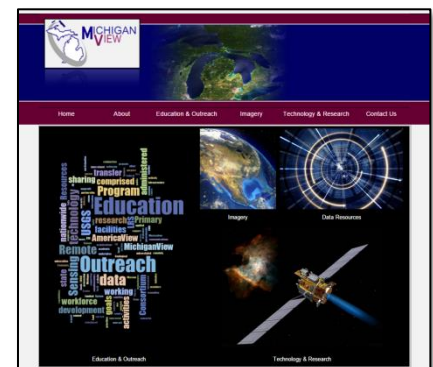 MICHIGAN
VIEW
Home About Education & Outreach Imagery Technology & Research Contact Us
sharing
transfer
comprised
administered
Program
Education
nationwide
Resources
technology
USGS
research
RS
Primary
facilities
AmericaView
MichiganView
Remote
Sensing
Outreach
state
data
working
workforce
development
goals
activities
Consortium
Imagery Data Resources
Education & Outreach Technology & Research